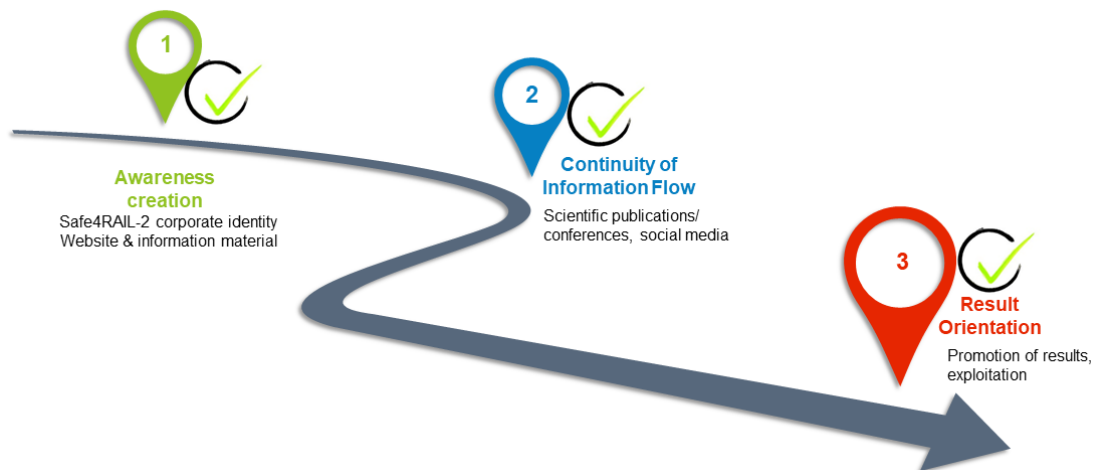 1
Awareness
creation
Safe4RAIL-2 corporate identity
Website & information material
2
Continuity of
Information Flow
Scientific publications/
conferences, social media
3
Result
Orientation
Promotion of results,
exploitation